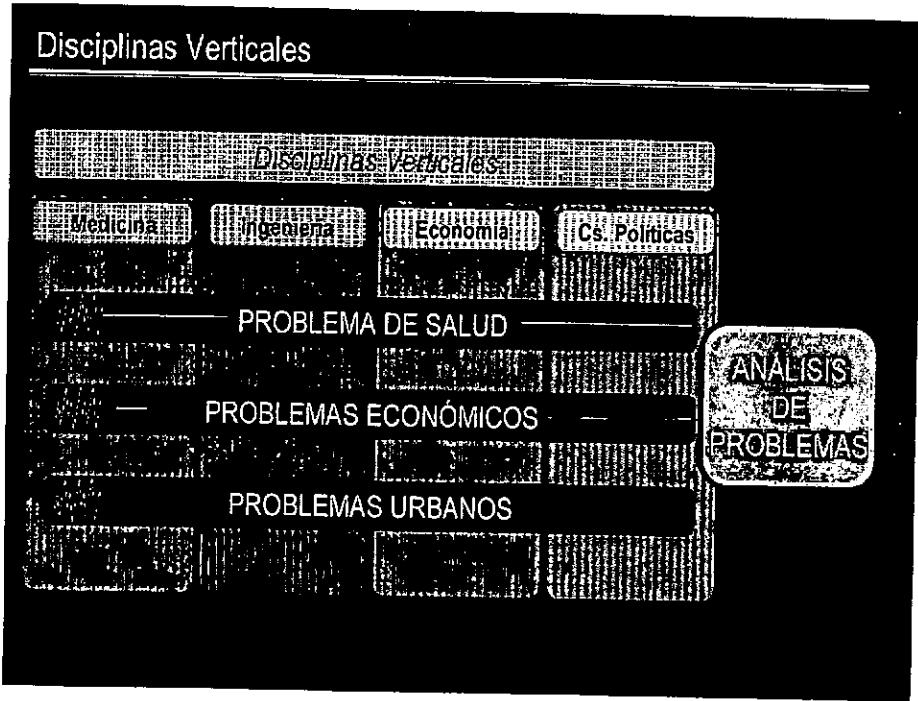 Disciplinas Verticales
Disciplinas Verticales
Medicina
Ingeniería
Economía
Cs. Políticas
PROBLEMA DE SALUD
PROBLEMAS ECONÓMICOS
PROBLEMAS URBANOS
ANÁLISIS
DE
PROBLEMAS